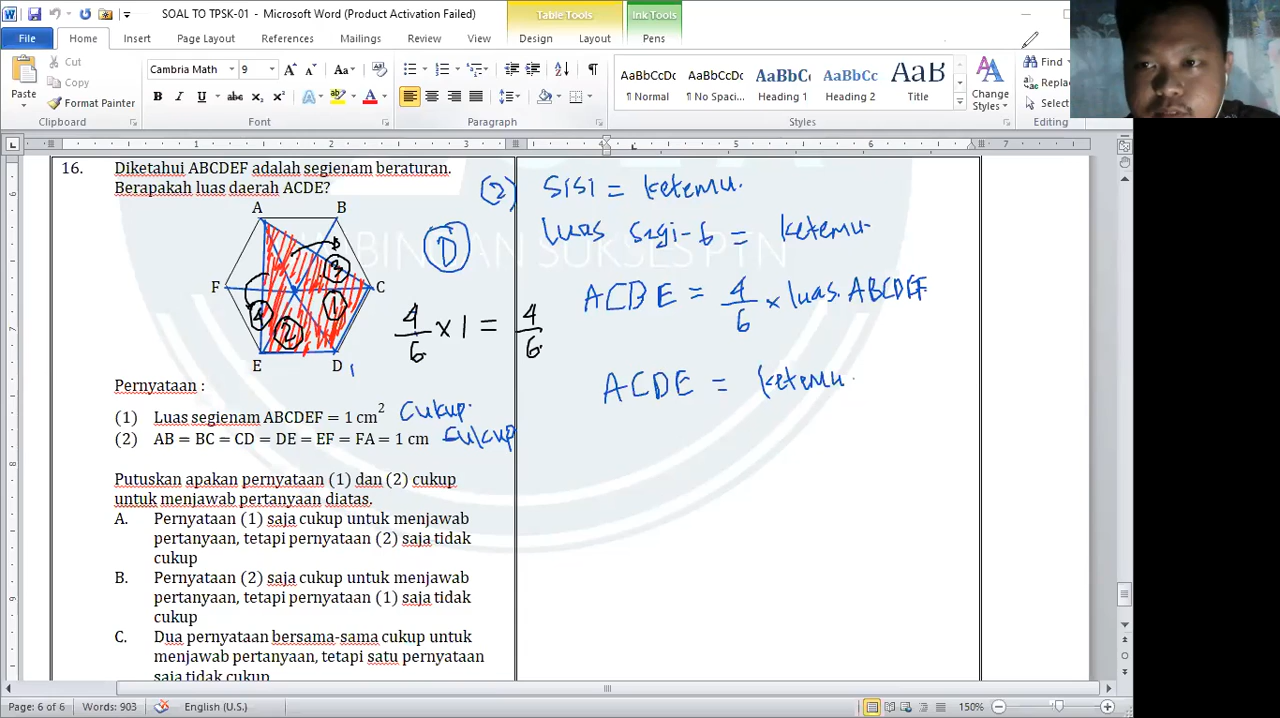 SOAL TO TPSK-01 - Microsoft Word (Product Activation Failed)
Table Tools
Ink Tools
File Home Insert Page Layout References Mailings Review View Design Layout Pens
Paste
Cut
Copy
Format Painter
Clipboard
Cambria Math 9
Font
Paragraph
AaBbCcDc AaBbCcDc AaBbC AaBbCc AaB
¶ Normal ¶ No Spaci... Heading 1 Heading 2 Title
Change Styles
Styles
Find
Replac
Select
Editing
16. Diketahui ABCDEF adalah segienam beraturan.
Berapakah luas daerah ACDE?
A B
F C
E D
4/6 x 1 = 4/6
D
1 2 3 4
Pernyataan :
(1) Luas segienam ABCDEF = 1 cm² Cukup.
(2) AB = BC = CD = DE = EF = FA = 1 cm cukup
Putuskan apakan pernyataan (1) dan (2) cukup
untuk menjawab pertanyaan diatas.
A. Pernyataan (1) saja cukup untuk menjawab
pertanyaan, tetapi pernyataan (2) saja tidak
cukup
B. Pernyataan (2) saja cukup untuk menjawab
pertanyaan, tetapi pernyataan (1) saja tidak
cukup
C. Dua pernyataan bersama-sama cukup untuk
menjawab pertanyaan, tetapi satu pernyataan
saja tidak cukup
(2) Sisi = ketemu.
Luas segi-6 = ketemu
ACDE = 4/6 x luas. ABCDEF
ACDE = ketemu.
BINGAN SUKSES PTN
Page: 6 of 6 Words: 903 English (U.S.) 150%